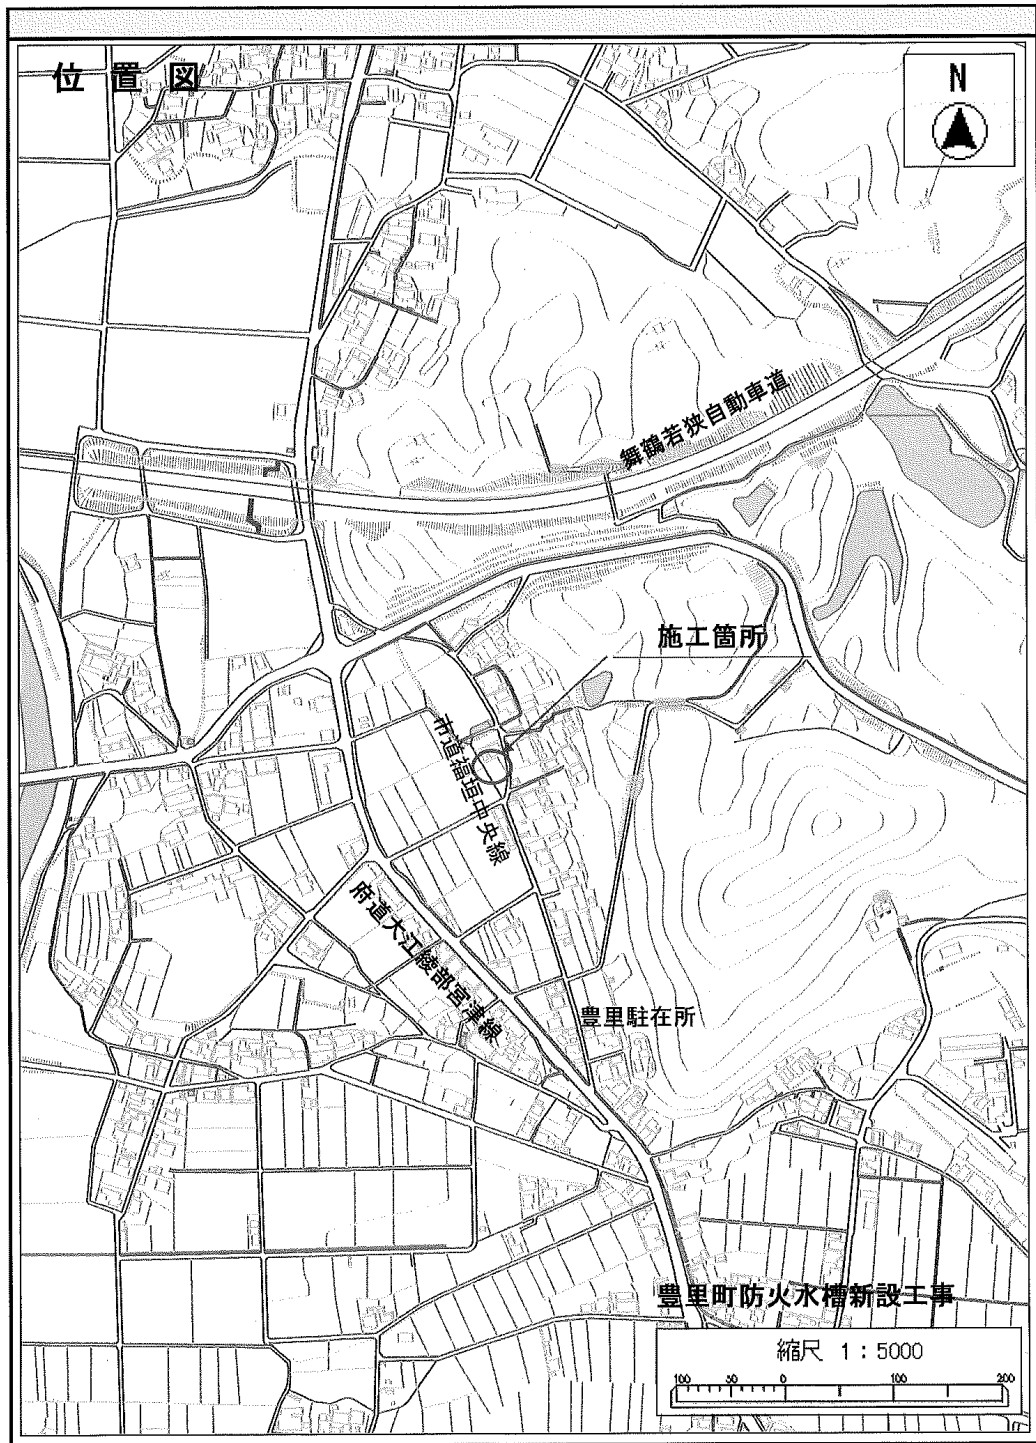 位置図
N
舞鶴若狭自動車道
施工箇所
市道福垣中央線
府道大江綾部宮津線
豊里駐在所
豊里町防火水槽新設工事
縮尺 1:5000
100 50 0 100 200